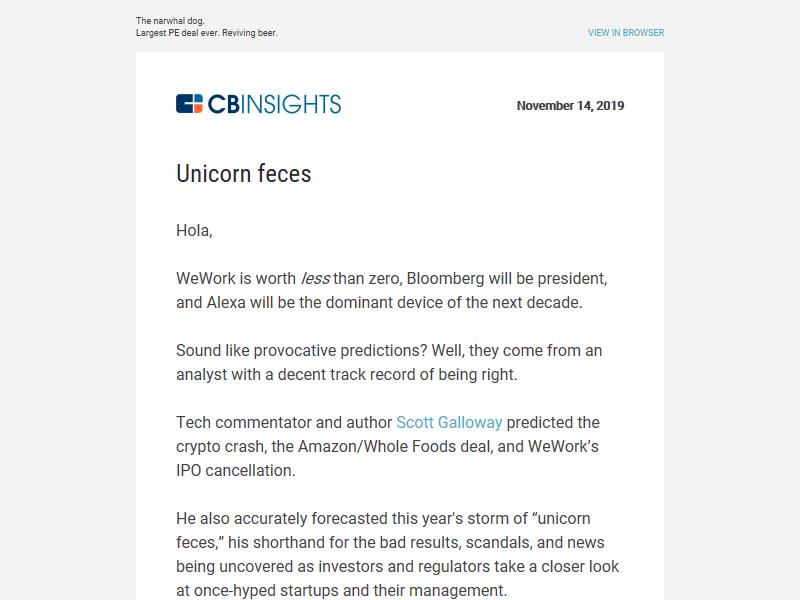 The narwhal dog.
Largest PE deal ever. Reviving beer.
VIEW IN BROWSER
CBINSIGHTS
November 14, 2019
Unicorn feces
Hola,
WeWork is worth less than zero, Bloomberg will be president,
and Alexa will be the dominant device of the next decade.
Sound like provocative predictions? Well, they come from an
analyst with a decent track record of being right.
Tech commentator and author Scott Galloway predicted the
crypto crash, the Amazon/Whole Foods deal, and WeWork’s
IPO cancellation.
He also accurately forecasted this year's storm of “unicorn
feces,” his shorthand for the bad results, scandals, and news
being uncovered as investors and regulators take a closer look
at once-hyped startups and their management.